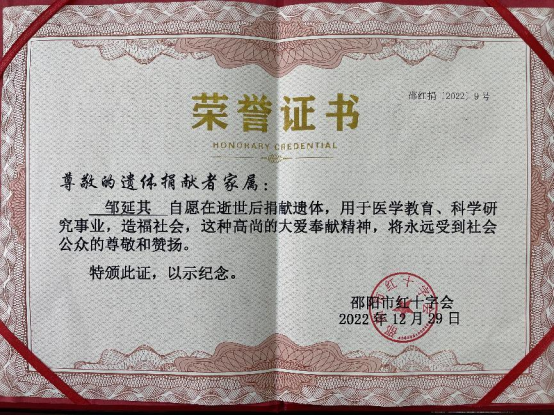 邵红捐〔2022〕9号
荣誉证书
HONORARY CREDENTIAL
尊敬的遗体捐献者家属：
邹延其 自愿在逝世后捐献遗体，用于医学教育、科学研
究事业，造福社会，这种高尚的大爱奉献精神，将永远受到社会
公众的尊敬和赞扬。
特颁此证，以示纪念。
邵阳市红十字会
2022年12月29日